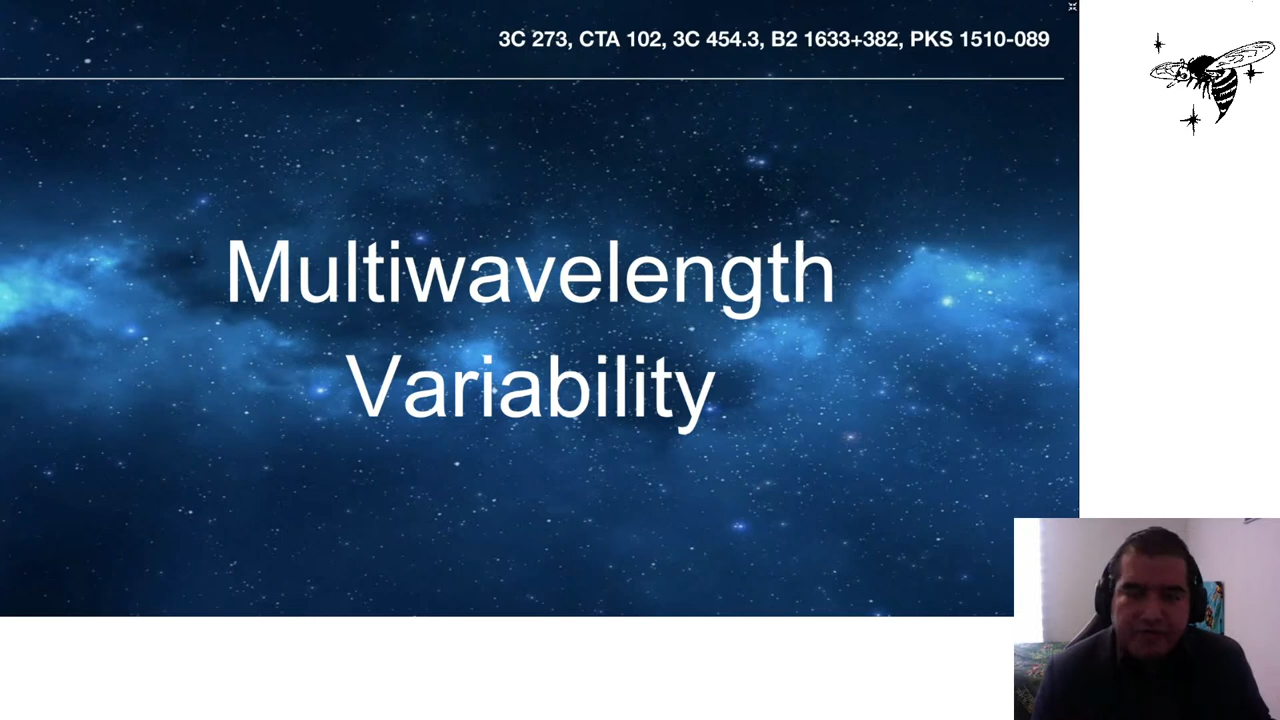 3C 273, CTA 102, 3C 454.3, B2 1633+382, PKS 1510-089
Multiwavelength
Variability